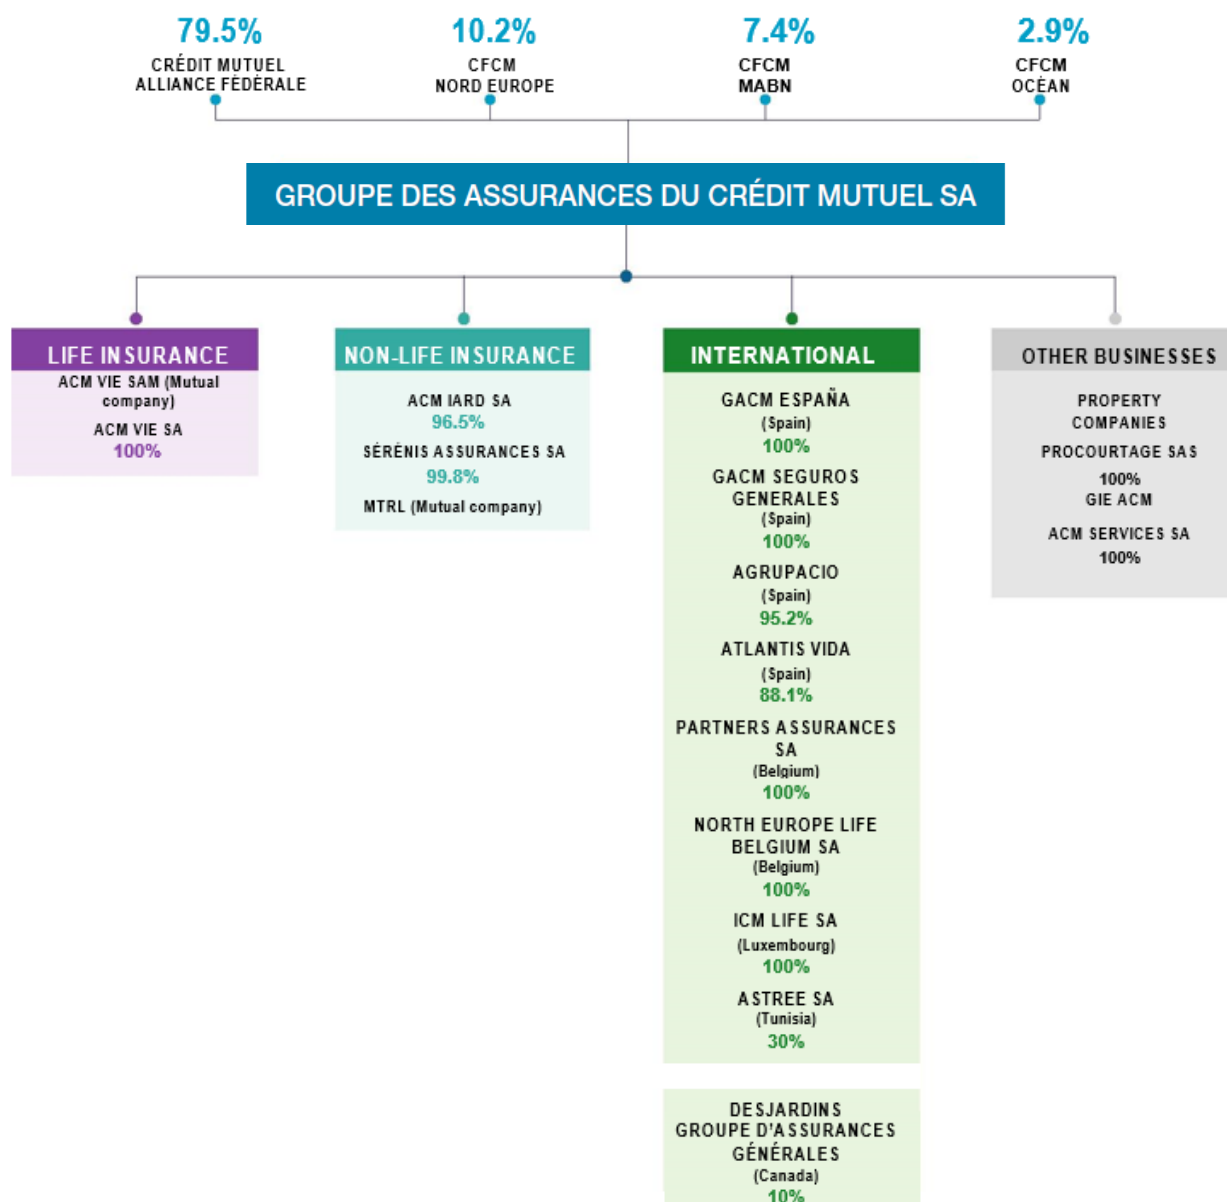 79.5%
CRÉDIT MUTUEL
ALLIANCE FÉDÉRALE
10.2%
CFCM
NORD EUROPE
7.4%
CFCM
MABN
2.9%
CFCM
OCÉAN
GROUPE DES ASSURANCES DU CRÉDIT MUTUEL SA
LIFE INSURANCE
ACM VIE SAM (Mutual
company)
ACM VIE SA
100%
NON-LIFE INSURANCE
ACM IARD SA
96.5%
SÉRÉNIS ASSURANCES SA
99.8%
MTRL (Mutual company)
INTERNATIONAL
GACM ESPAÑA
(Spain)
100%
GACM SEGUROS
GENERALES
(Spain)
100%
AGRUPACIO
(Spain)
95.2%
ATLANTIS VIDA
(Spain)
88.1%
PARTNERS ASSURANCES
SA
(Belgium)
100%
NORTH EUROPE LIFE
BELGIUM SA
(Belgium)
100%
ICM LIFE SA
(Luxembourg)
100%
ASTREE SA
(Tunisia)
30%
DESJARDINS
GROUPE D'ASSURANCES
GÉNÉRALES
(Canada)
10%
OTHER BUSINESSES
PROPERTY
COMPANIES
PROCOURTAGE SAS
100%
GIE ACM
ACM SERVICES SA
100%